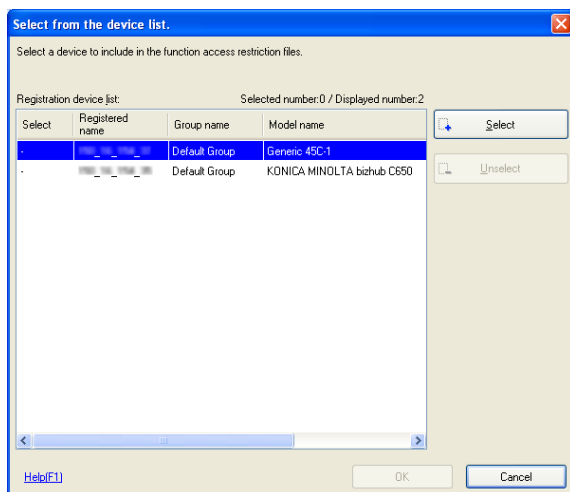 Select from the device list.
Select a device to include in the function access restriction files.
Registration device list: Selected number:0 / Displayed number:2
Select Registered name Group name Model name
- Default Group Generic 45C-1
- Default Group KONICA MINOLTA bizhub C650
Select
Unselect
Help(F1) OK Cancel